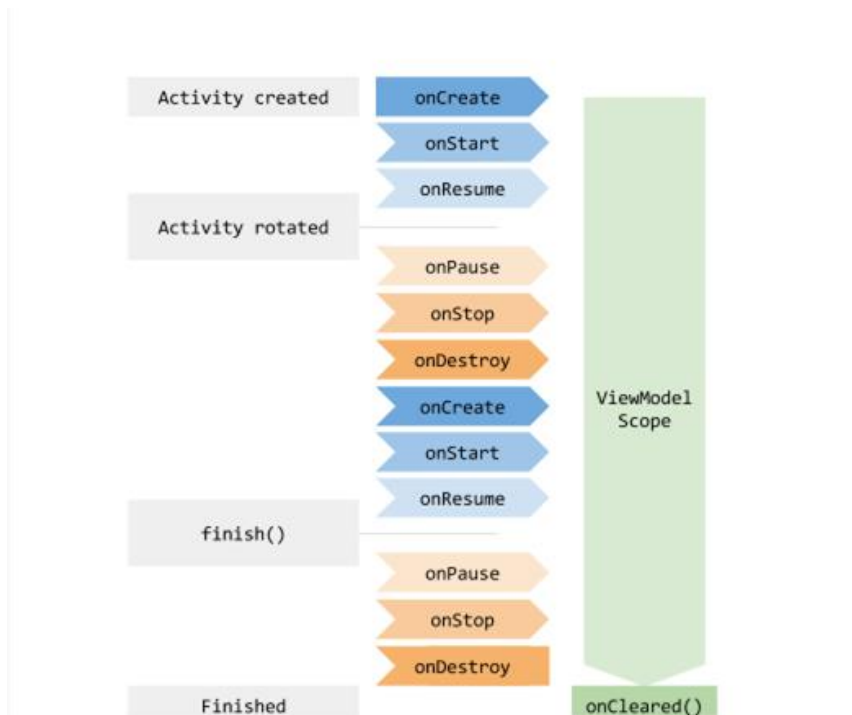 Activity created
onCreate
onStart
onResume
Activity rotated
onPause
onStop
onDestroy
onCreate
onStart
onResume
ViewModel
Scope
finish()
onPause
onStop
onDestroy
Finished
onCleared()